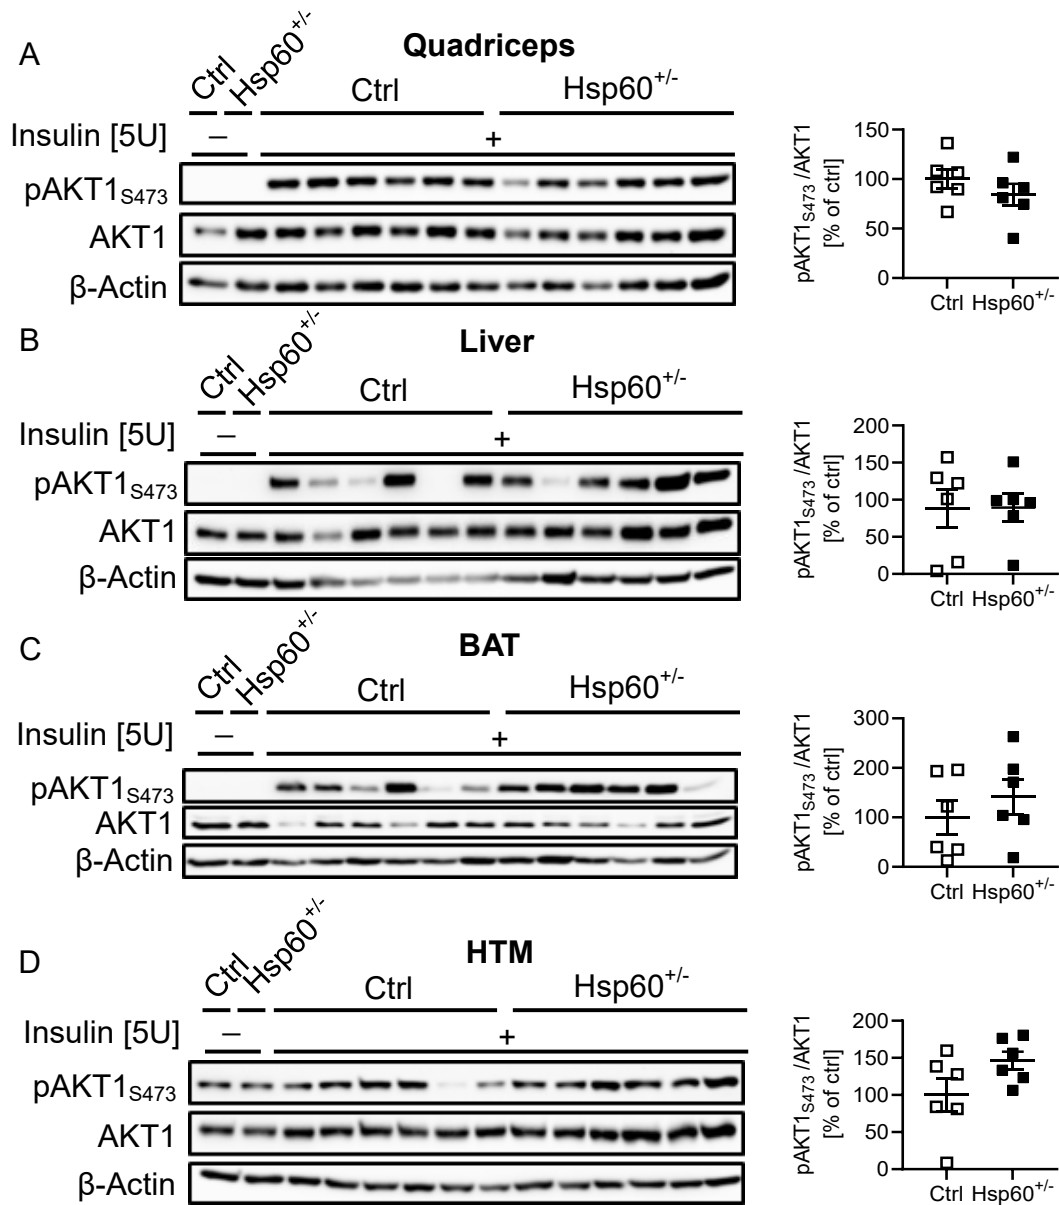 A
Quadriceps
Ctrl
Hsp60+/-
Ctrl
Hsp60+/-
Insulin [5U]
–
+
pAKT1S473
AKT1
β-Actin
pAKT1S473/AKT1
[% of ctrl]
150
100
50
0
Ctrl
Hsp60+/-
B
Liver
Ctrl
Hsp60+/-
Ctrl
Hsp60+/-
Insulin [5U]
–
+
pAKT1S473
AKT1
β-Actin
pAKT1S473/AKT1
[% of ctrl]
200
150
100
50
0
Ctrl
Hsp60+/-
C
BAT
Ctrl
Hsp60+/-
Ctrl
Hsp60+/-
Insulin [5U]
–
+
pAKT1S473
AKT1
β-Actin
pAKT1S473/AKT1
[% of ctrl]
300
200
100
0
Ctrl
Hsp60+/-
D
HTM
Ctrl
Hsp60+/-
Ctrl
Hsp60+/-
Insulin [5U]
–
+
pAKT1S473
AKT1
β-Actin
pAKT1S473/AKT1
[% of ctrl]
200
150
100
50
0
Ctrl
Hsp60+/-